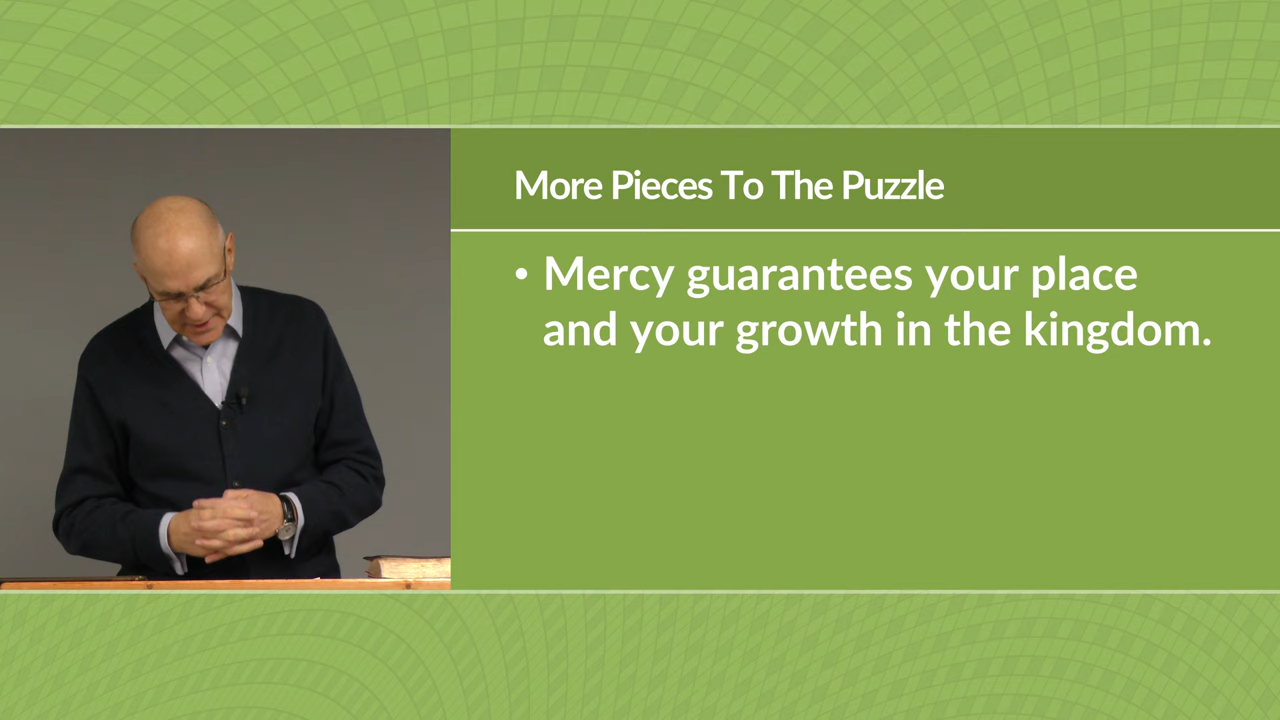 More Pieces To The Puzzle
• Mercy guarantees your place
and your growth in the kingdom.